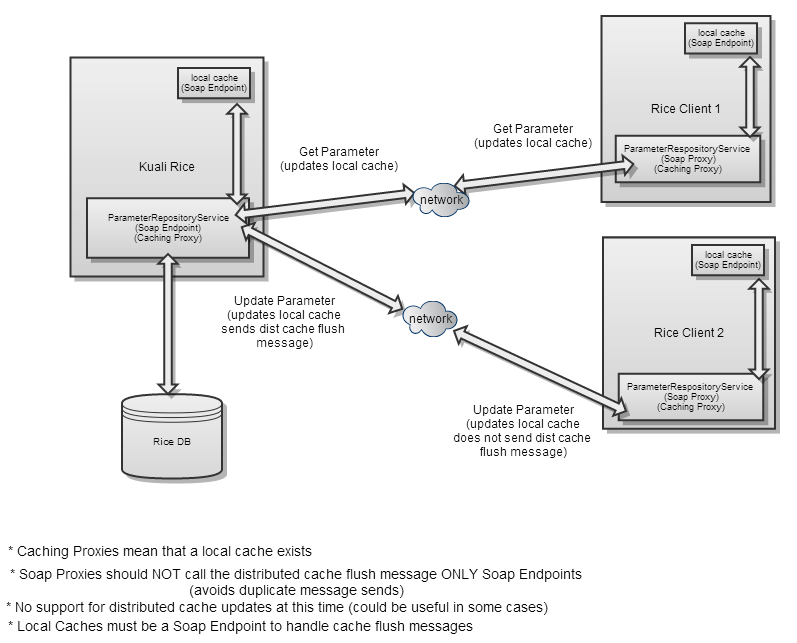 local cache
(Soap Endpoint)
Rice Client 1
ParameterRespositoryService
(Soap Proxy)
(Caching Proxy)
local cache
(Soap Endpoint)
Kuali Rice
ParameterRepositoryService
(Soap Endpoint)
(Caching Proxy)
Get Parameter
(updates local cache)
Get Parameter
(updates local cache)
network
Update Parameter
(updates local cache
sends dist cache flush
message)
network
local cache
(Soap Endpoint)
Rice Client 2
ParameterRespositoryService
(Soap Proxy)
(Caching Proxy)
Update Parameter
(updates local cache
does not send dist cache
flush message)
Rice DB
* Caching Proxies mean that a local cache exists
* Soap Proxies should NOT call the distributed cache flush message ONLY Soap Endpoints
(avoids duplicate message sends)
* No support for distributed cache updates at this time (could be useful in some cases)
* Local Caches must be a Soap Endpoint to handle cache flush messages